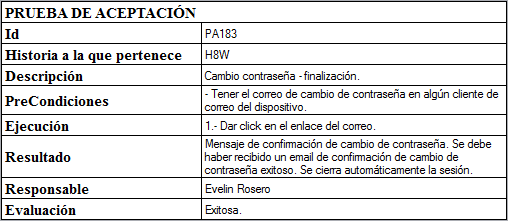 PRUEBA DE ACEPTACIÓN
Id PA183
Historia a la que pertenece H8W
Descripción Cambio contraseña - finalización.
PreCondiciones - Tener el correo de cambio de contraseña en algún cliente de
correo del dispositivo.
Ejecución 1.- Dar click en el enlace del correo.
Resultado Mensaje de confirmación de cambio de contraseña. Se debe
haber recibido un email de confirmación de cambio de
contraseña exitoso. Se cierra automáticamente la sesión.
Responsable Evelin Rosero
Evaluación Exitosa.